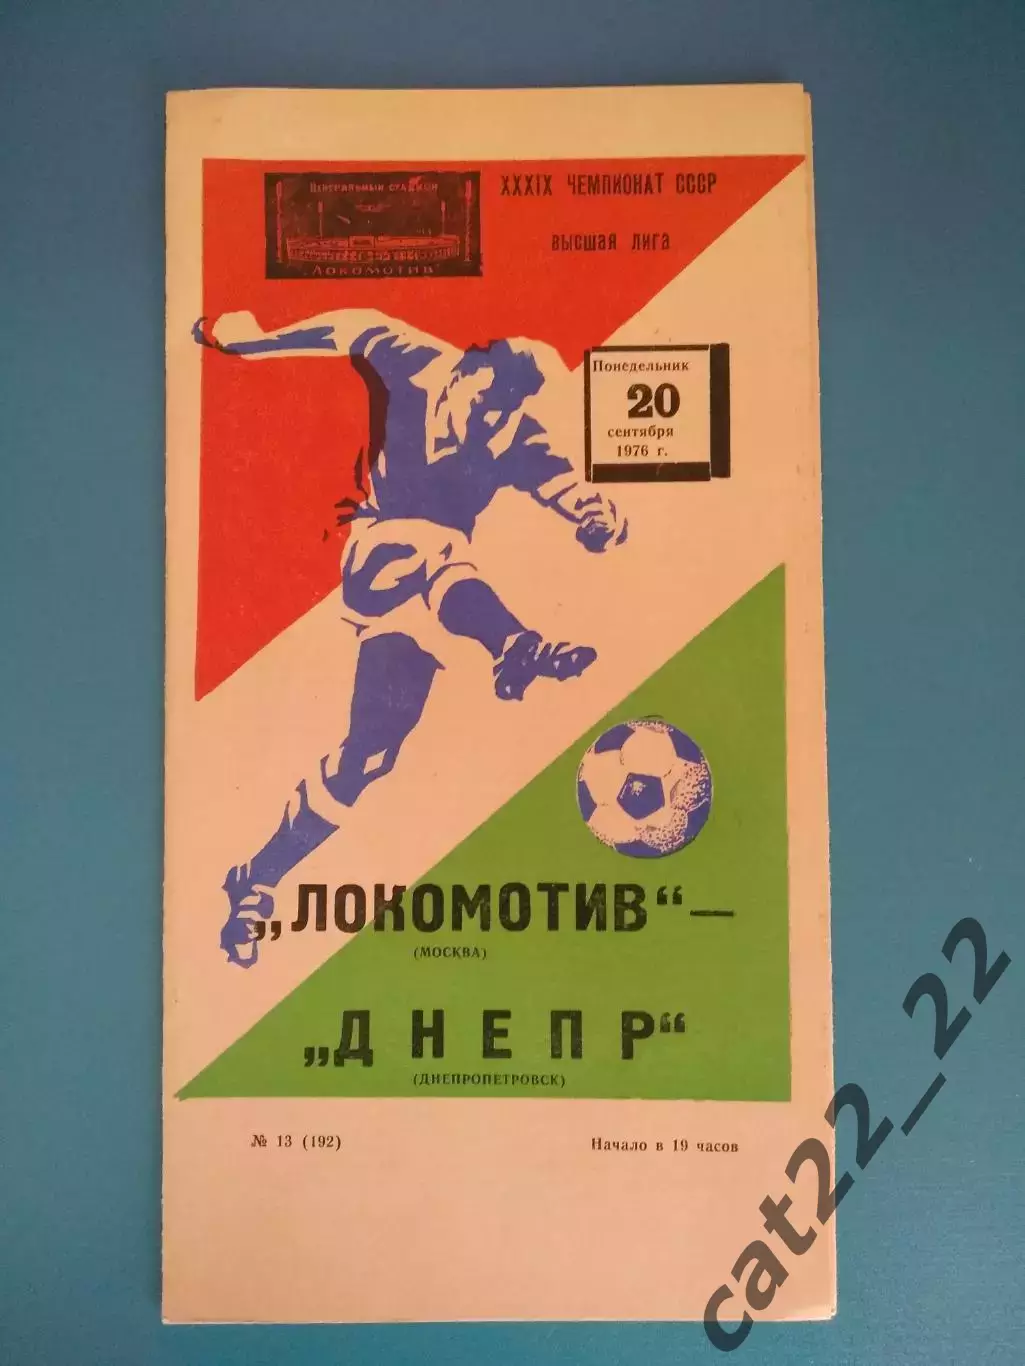 ЦЕНТРАЛЬНЫЙ СТАДИОН
"ЛОКОМОТИВ"
XXXIX ЧЕМПИОНАТ СССР
ВЫСШАЯ ЛИГА
Понедельник
20
сентября
1976 г.
„ЛОКОМОТИВ“ —
(МОСКВА)
„ДНЕПР“
(ДНЕПРОПЕТРОВСК)
№ 13 (192)
Начало в 19 часов
cat22_22